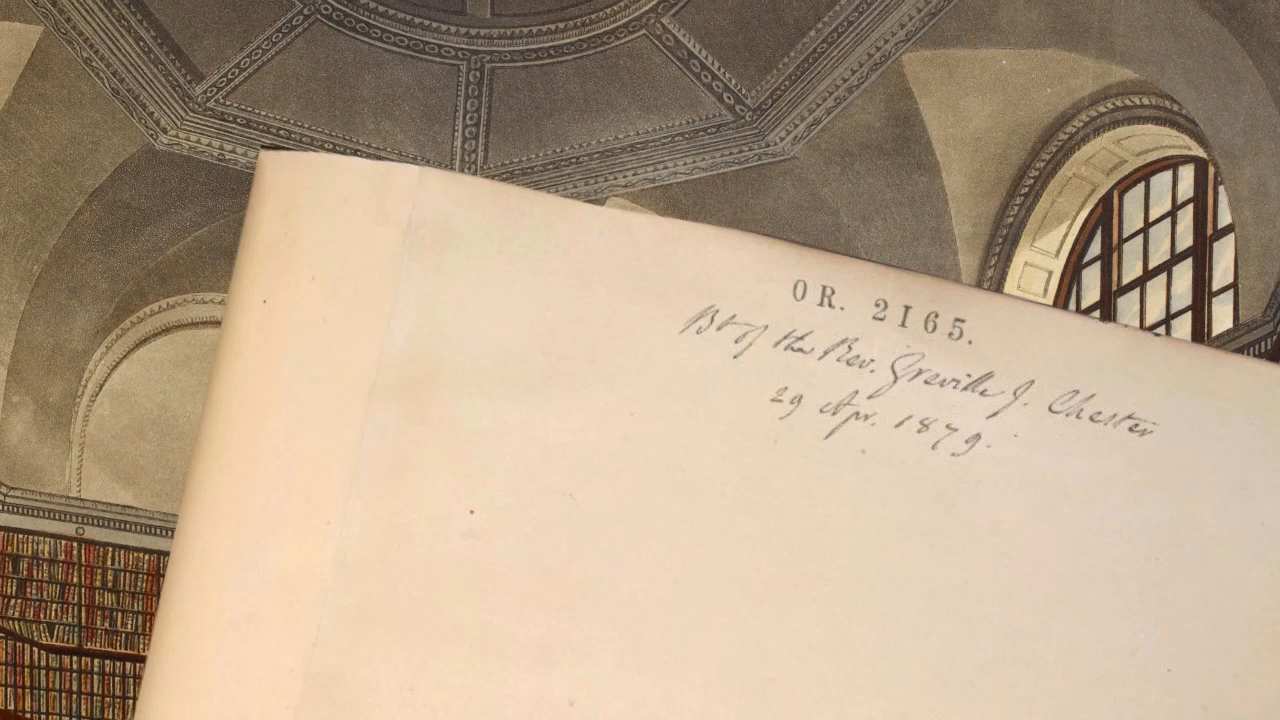 OR. 2165.
Bt of the Rev. Greville J. Chester
29 Apr. 1879.